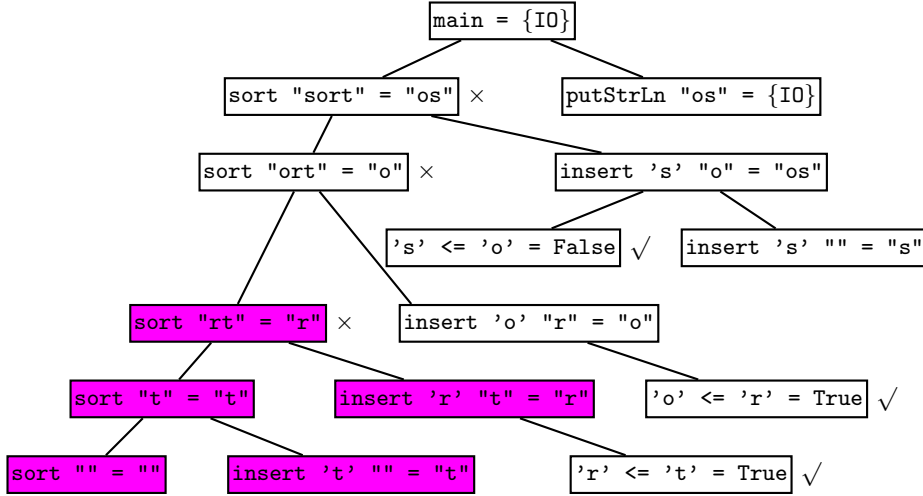 main = {IO}
sort "sort" = "os" ×
putStrLn "os" = {IO}
sort "ort" = "o" ×
insert 's' "o" = "os"
's' <= 'o' = False √
insert 's' "" = "s"
sort "rt" = "r" ×
insert 'o' "r" = "o"
sort "t" = "t"
insert 'r' "t" = "r"
'o' <= 'r' = True √
sort "" = ""
insert 't' "" = "t"
'r' <= 't' = True √